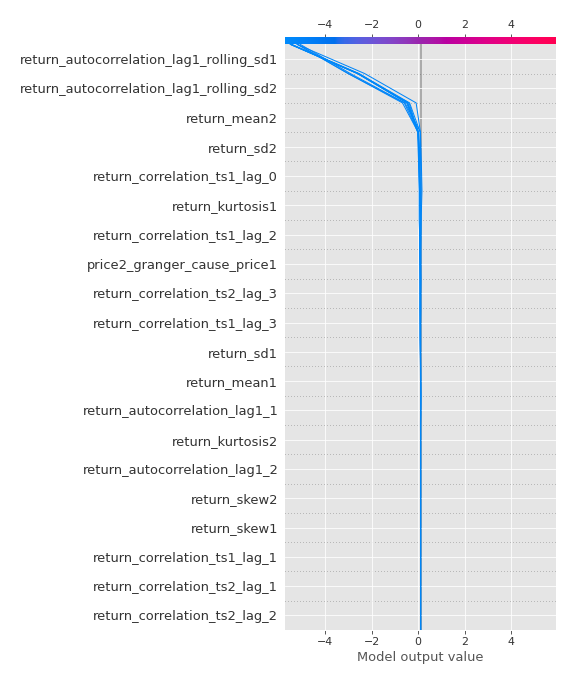 −4 −2 0 2 4
return_autocorrelation_lag1_rolling_sd1
return_autocorrelation_lag1_rolling_sd2
return_mean2
return_sd2
return_correlation_ts1_lag_0
return_kurtosis1
return_correlation_ts1_lag_2
price2_granger_cause_price1
return_correlation_ts2_lag_3
return_correlation_ts1_lag_3
return_sd1
return_mean1
return_autocorrelation_lag1_1
return_kurtosis2
return_autocorrelation_lag1_2
return_skew2
return_skew1
return_correlation_ts1_lag_1
return_correlation_ts2_lag_1
return_correlation_ts2_lag_2
−4 −2 0 2 4
Model output value